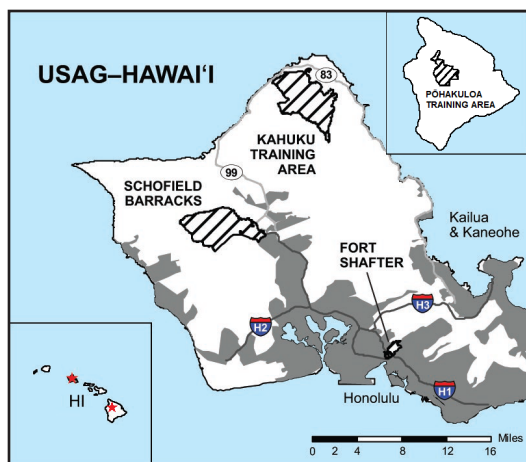 USAG–HAWAI‘I
83
PŌHAKULOA
TRAINING AREA
KAHUKU
TRAINING
AREA
99
SCHOFIELD
BARRACKS
Kailua
& Kaneohe
FORT
SHAFTER
H3
H2
HI
Honolulu
H1
Miles
0 2 4 6 8 12 16